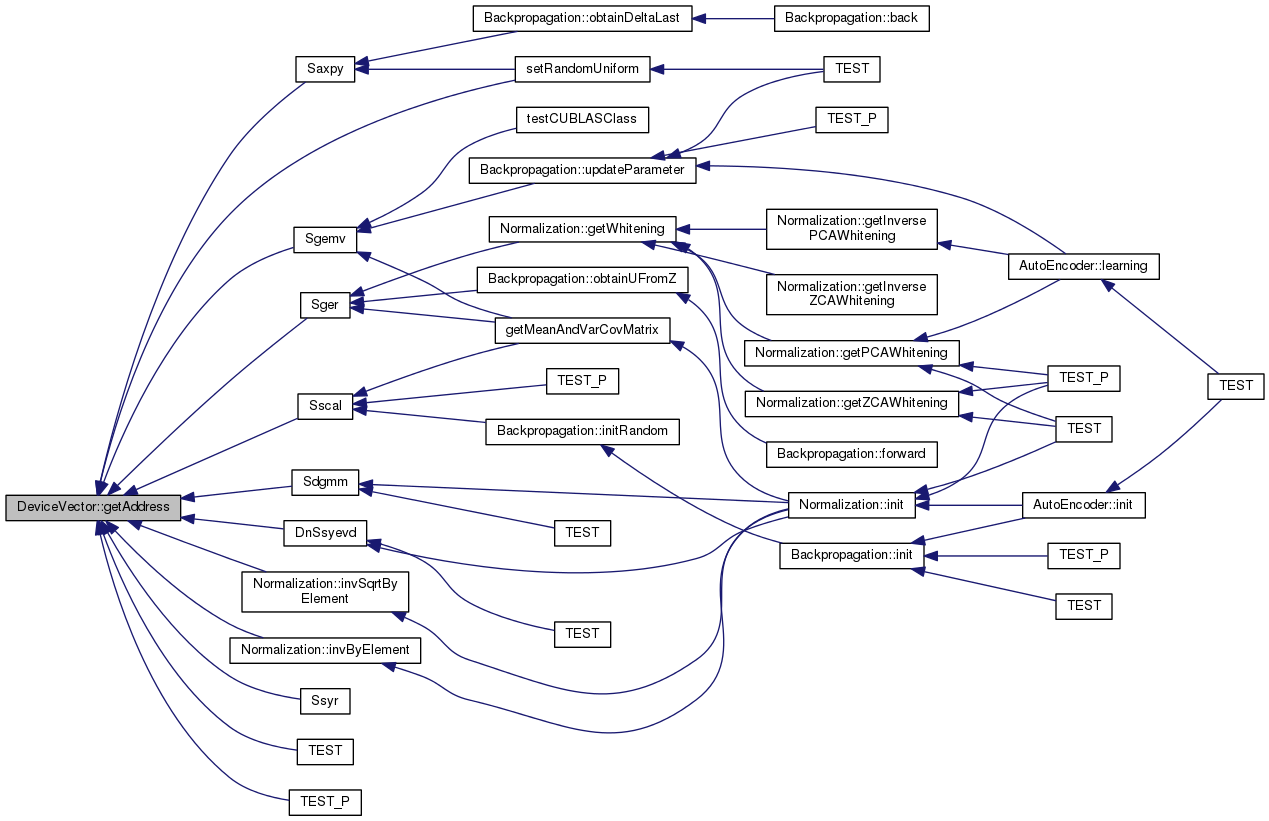 Backpropagation::obtainDeltaLast
Backpropagation::back
Saxpy
setRandomUniform
TEST
testCUBLASClass
TEST_P
Backpropagation::updateParameter
Normalization::getInverse
PCAWhitening
Normalization::getWhitening
Sgemv
AutoEncoder::learning
Backpropagation::obtainUFromZ
Normalization::getInverse
ZCAWhitening
Sger
getMeanAndVarCovMatrix
Normalization::getPCAWhitening
TEST_P
TEST_P
TEST
Sscal
Normalization::getZCAWhitening
Backpropagation::initRandom
TEST
Backpropagation::forward
Sdgmm
DeviceVector::getAddress
Normalization::init
AutoEncoder::init
DnSsyevd
TEST
Backpropagation::init
TEST_P
Normalization::invSqrtBy
Element
TEST
TEST
Normalization::invByElement
Ssyr
TEST
TEST_P